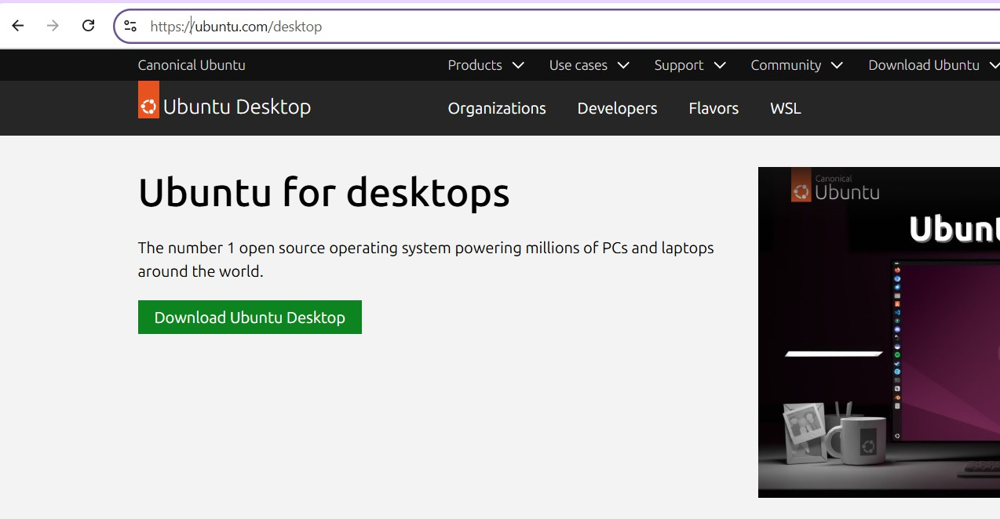 https://ubuntu.com/desktop
Canonical Ubuntu Products Use cases Support Community Download Ubuntu
Ubuntu Desktop Organizations Developers Flavors WSL
Ubuntu for desktops
The number 1 open source operating system powering millions of PCs and laptops
around the world.
Download Ubuntu Desktop
Canonical
Ubuntu
Ubunt